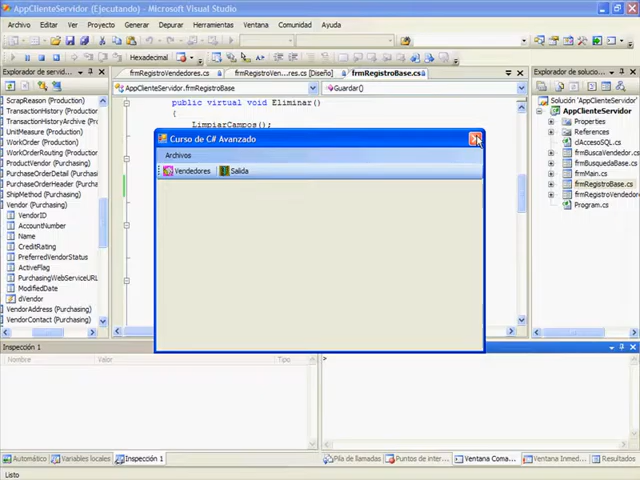 AppClienteServidor (Ejecutando) - Microsoft Visual Studio
Archivo Editar Ver Proyecto Generar Depurar Herramientas Ventana Comunidad Ayuda
Hexadecimal
Explorador de servid...
frmRegistroVendedores.cs
frmRegistroVen...res.cs [Diseño]
frmRegistroBase.cs
Explorador de solució...
AppClienteServidor.frmRegistroBase
Guardar()
ScrapReason (Production)
TransactionHistory (Production)
TransactionHistoryArchive (Producti
UnitMeasure (Production)
WorkOrder (Production)
WorkOrderRouting (Production)
PurchaseOrderDetail (Purchasing)
PurchaseOrderHeader (Purchasing)
ShipMethod (Purchasing)
Vendor (Purchasing)
VendorID
AccountNumber
Name
CreditRating
PreferredVendorStatus
ActiveFlag
PurchasingWebServiceURL
ModifiedDate
dVendor
VendorAddress (Purchasing)
VendorContact (Purchasing)
public virtual void Eliminar()
{
LimpiarCampos();
Curso de C# Avanzado
Archivos
Vendedores
Salida
Solución 'AppClienteServidor'
AppClienteServidor
Properties
References
clAccesoSQL.cs
frmBuscaVendedor.cs
frmBusquedaBase.cs
frmMain.cs
frmRegistroBase.cs
frmRegistroVendedores
Program.cs
Inspección 1
Nombre Valor Tipo
>
Automático Variables locales Inspección 1
Pila de llamadas Puntos de inter... Ventana Coma... Ventana Inmed... Resultados
Listo